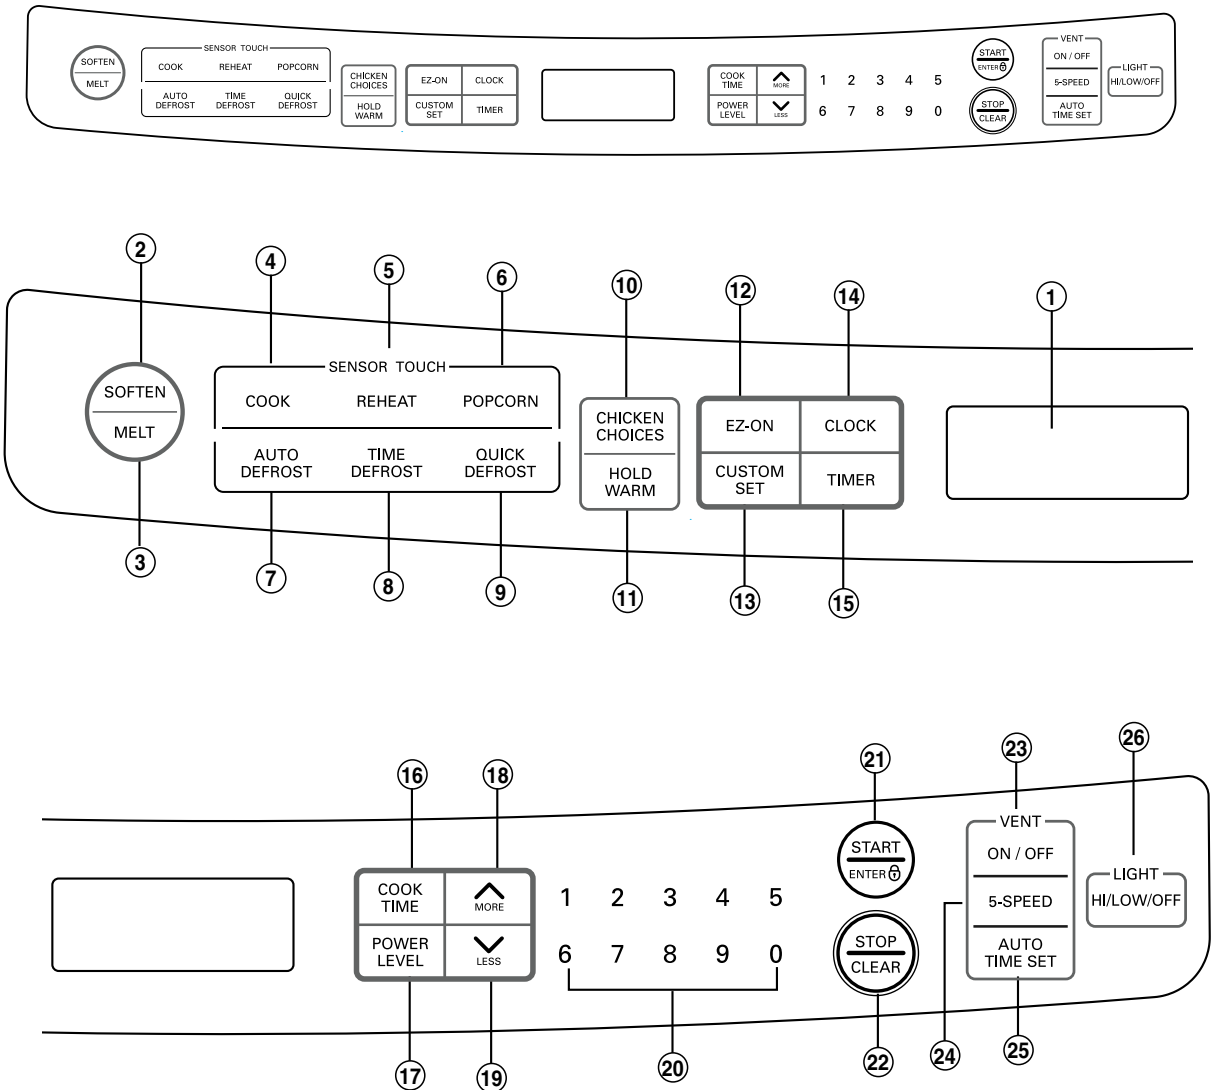 SOFTEN
MELT
SENSOR TOUCH
COOK REHEAT POPCORN
AUTO DEFROST TIME DEFROST QUICK DEFROST
CHICKEN CHOICES
HOLD WARM
EZ-ON CLOCK
CUSTOM SET TIMER
COOK TIME MORE
POWER LEVEL LESS
1 2 3 4 5
6 7 8 9 0
START
ENTER
STOP
CLEAR
VENT
ON / OFF
5-SPEED
AUTO TIME SET
LIGHT
HI/LOW/OFF
2 4 5 6 10 12 14 1
SOFTEN
MELT
SENSOR TOUCH
COOK REHEAT POPCORN
AUTO DEFROST TIME DEFROST QUICK DEFROST
CHICKEN CHOICES
HOLD WARM
EZ-ON CLOCK
CUSTOM SET TIMER
3 7 8 9 11 13 15
16 18 21 23 26
COOK TIME MORE
POWER LEVEL LESS
1 2 3 4 5
6 7 8 9 0
START
ENTER
STOP
CLEAR
VENT
ON / OFF
5-SPEED
AUTO TIME SET
LIGHT
HI/LOW/OFF
17 19 20 22 24 25